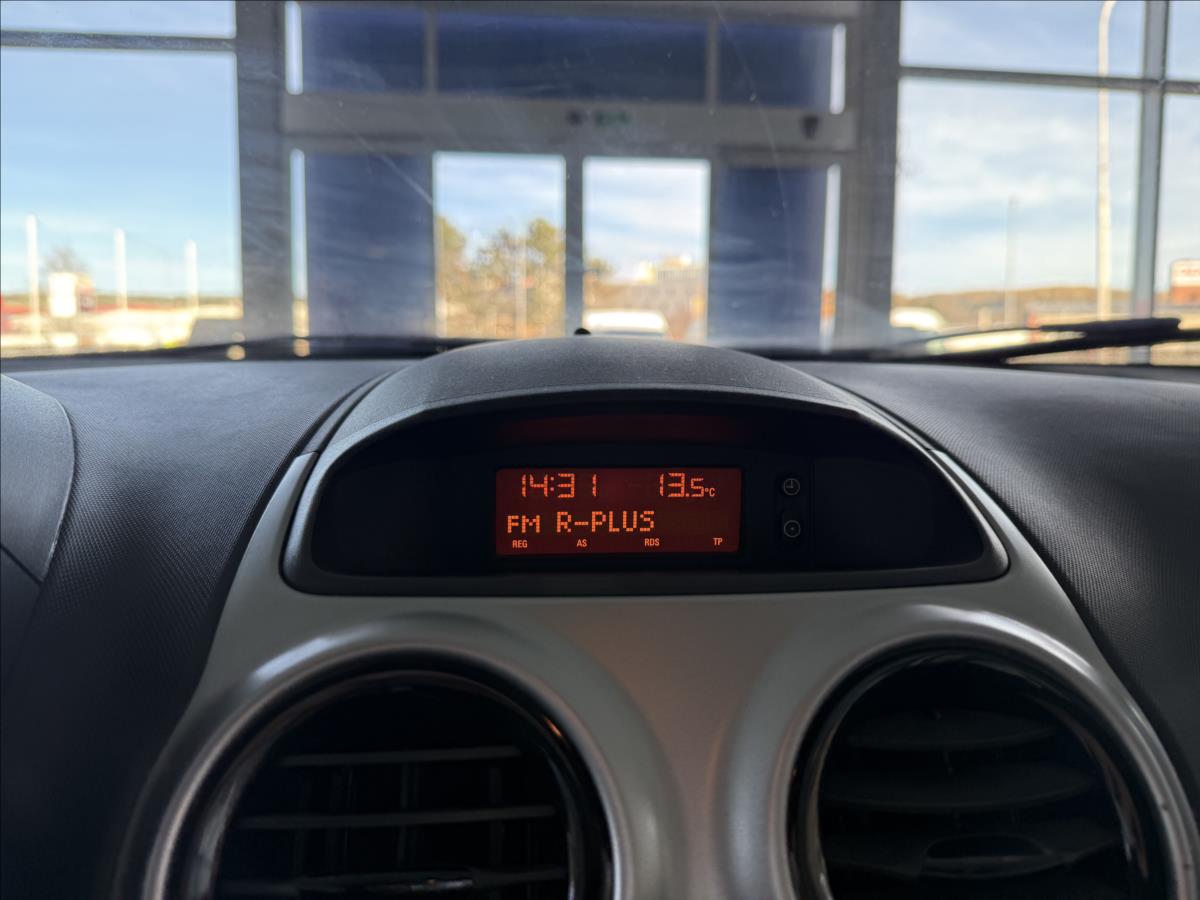 14:31 13.5°C
FM R-PLUS
REG AS RDS TP